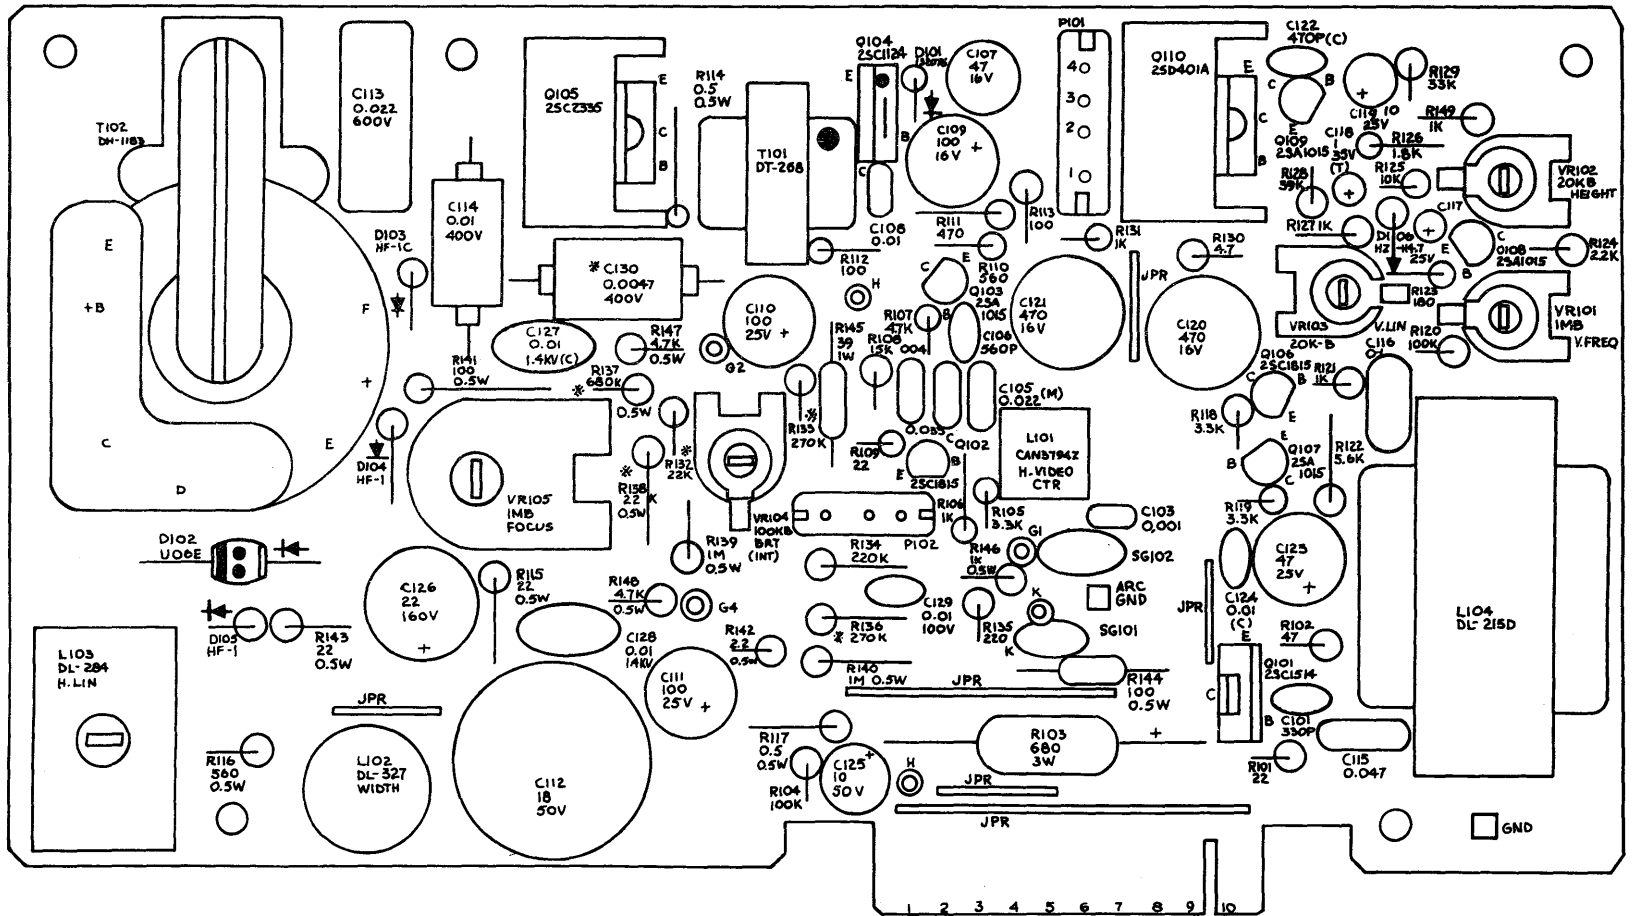 T102
DH-1183
C113
0.022
600V
Q105
2SC2335
E
C
B
R114
0.5
0.5W
T101
DT-268
Q104
2SC1124
E
B
C
D101
C107
47
16V
C109
100
16V
+
P101
4
3
2
1
Q110
2SD401A
E
C
B
C122
470P(C)
C
B
E
Q109
2SA1015
C119 10
25V
+
R129
33K
R149
1K
C118
1
35V
(T)
+
R126
1.8K
R125
10K
R128
39K
R127 1K
VR102
20KB
HEIGHT
C117
+
4.7
25V
D106
HZ
C
E
B
Q108
2SA1015
R124
2.2K
R123
180
VR103
20K-B
V.LIN
VR101
1MB
V.FREQ
R120
100K
C116
R121
1K
Q106
2SC1815
C
B
E
R118
3.3K
E
B
C
Q107
2SA
1015
R122
5.6K
R119
3.3K
C123
47
25V
+
C124
0.01
(C)
R102
47
L104
DL-215D
Q101
2SC1514
E
C
B
C101
330P
R101
22
C115
0.047
GND
E
+B
F
+
C
E
D
C114
0.01
400V
D103
HF-1C
※ C130
0.0047
400V
C127
0.01
1.4KV(C)
R141
100
0.5W
R147
4.7K
0.5W
R137
※ 680K
0.5W
G2
C110
100
25V
+
C108
0.01
R112
100
H
R111
470
R113
100
R110
560
R131
1K
JPR
R130
4.7
C
B
Q103
2SA
1015
R107
47K
R108
15K
C106
560P
C121
470
16V
C120
470
16V
R145
39
1W
※
R133
270K
0.033
C105
0.022(M)
R109
22
C
B
E
Q102
2SC1815
L101
CAN3794Z
H.VIDEO
CTR
D104
HF-1
VR105
1MB
FOCUS
※
R138
22
0.5W
※
R132
22K
VR104
100KB
BRT
(INT)
P102
R106
1K
R105
3.3K
C103
0,001
G1
SG102
D102
U06E
R139
1M
0.5W
R134
220K
R146
1K
0.5W
ARC
GND
K
SG101
K
C126
22
160V
+
R115
22
0.5W
R148
4.7K
0.5W
G4
C128
0.01
14KV
R142
2.2
0.5W
C129
0.01
100V
R136
※ 270K
R135
220
R140
1M 0.5W
JPR
D105
HF-1
R143
22
0.5W
L103
DL-284
H.LIN
JPR
C111
100
25V
+
JPR
R144
100
0.5W
R116
560
0.5W
L102
DL-327
WIDTH
C112
18
50V
R117
0.5
0.5W
R104
100K
C125
10
50V
+
H
R103
680
3W
+
JPR
JPR
1 2 3 4 5 6 7 8 9 10